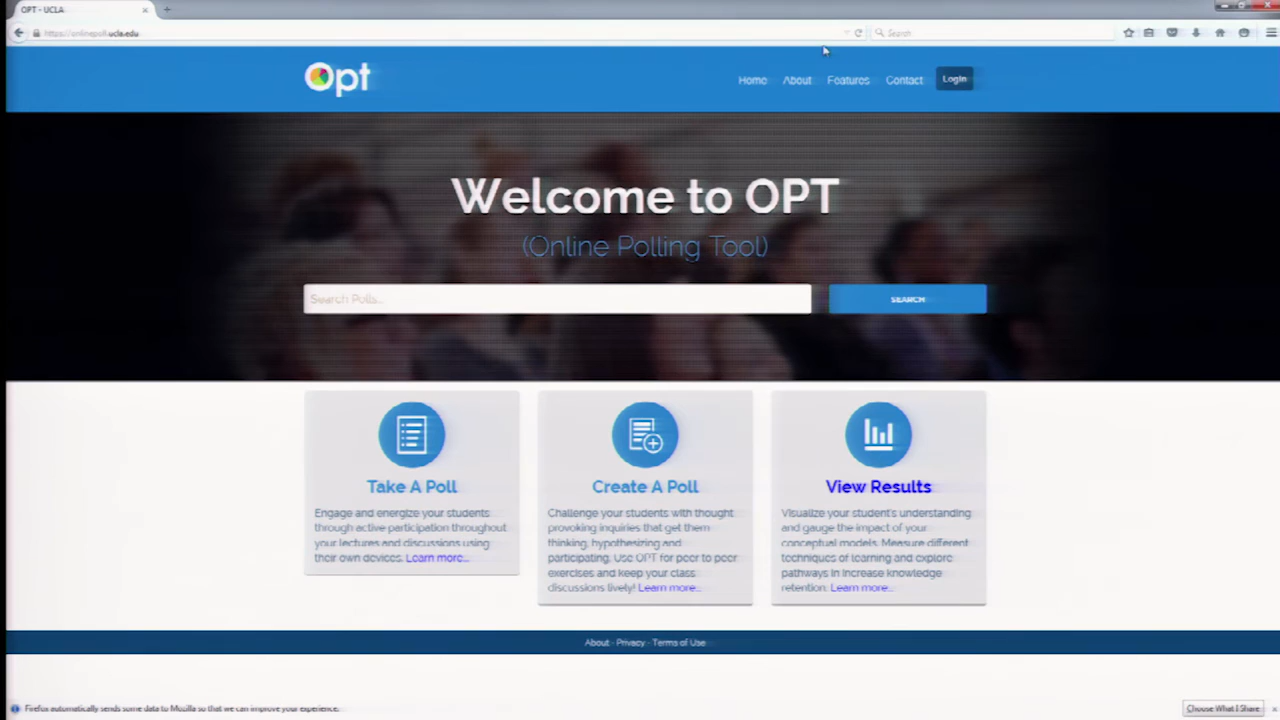 OPT - UCLA
https://onlinepoll.ucla.edu
Search
Opt
Home
About
Features
Contact
Login
Welcome to OPT
(Online Polling Tool)
Search Polls...
SEARCH
Take A Poll
Engage and energize your students
through active participation throughout
your lectures and discussions using
their own devices. Learn more...
Create A Poll
Challenge your students with thought
provoking inquiries that get them
thinking, hypothesizing and
participating. Use OPT for peer to peer
exercises and keep your class
discussions lively! Learn more...
View Results
Visualize your student's understanding
and gauge the impact of your
conceptual models. Measure different
techniques of learning and explore
pathways in increase knowledge
retention. Learn more...
About - Privacy - Terms of Use
Firefox automatically sends some data to Mozilla so that we can improve your experience.
Choose What I Share